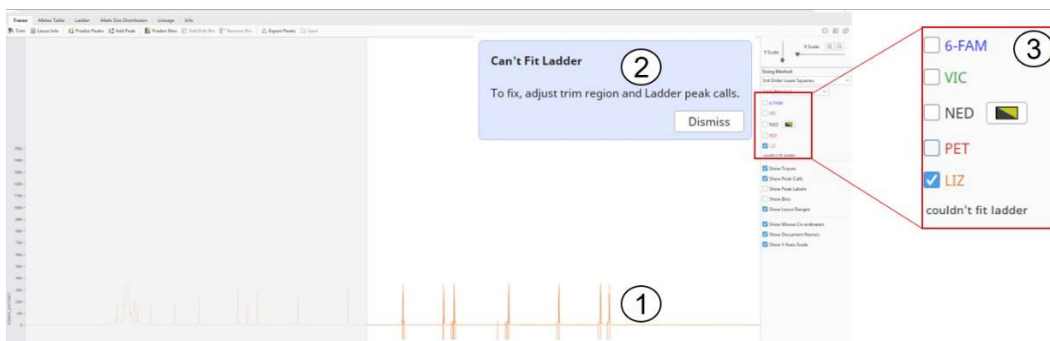 Traces Alleles Table Ladder Allele Size Distribution Lineage Info
Trim Locus Info Predict Peaks Add Peak Predict Bins Add/Edit Bin Remove Bin Export Peaks Save
Can't Fit Ladder
2
To fix, adjust trim region and Ladder peak calls.
Dismiss
1
Y Scale
X Scale
Sizing Method:
3rd Order Least Squares
6-FAM
VIC
NED
PET
LIZ
couldn't fit ladder
Show Traces
Show Peak Calls
Show Peak Labels
Show Bins
Show Locus Ranges
Show Mouse Co-ordinates
Show Document Names
Show Y Axes Scale
6-FAM
3
VIC
NED
PET
LIZ
couldn't fit ladder